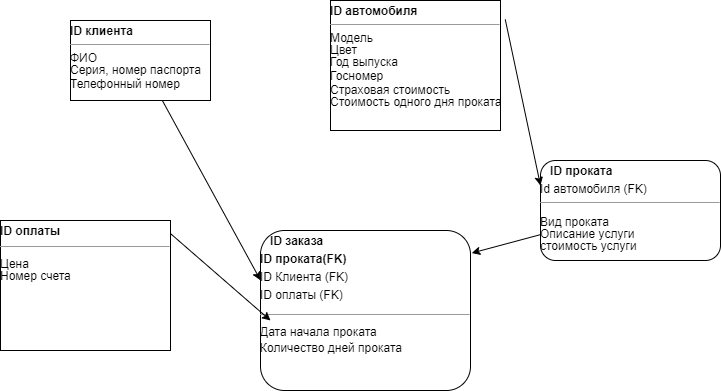 ID клиента
ФИО
Серия, номер паспорта
Телефонный номер
ID автомобиля
Модель
Цвет
Год выпуска
Госномер
Страховая стоимость
Стоимость одного дня проката
ID проката
Id автомобиля (FK)
Вид проката
Описание услуги
стоимость услуги
ID оплаты
Цена
Номер счета
ID заказа
ID проката(FK)
ID Клиента (FK)
ID оплаты (FK)
Дата начала проката
Количество дней проката